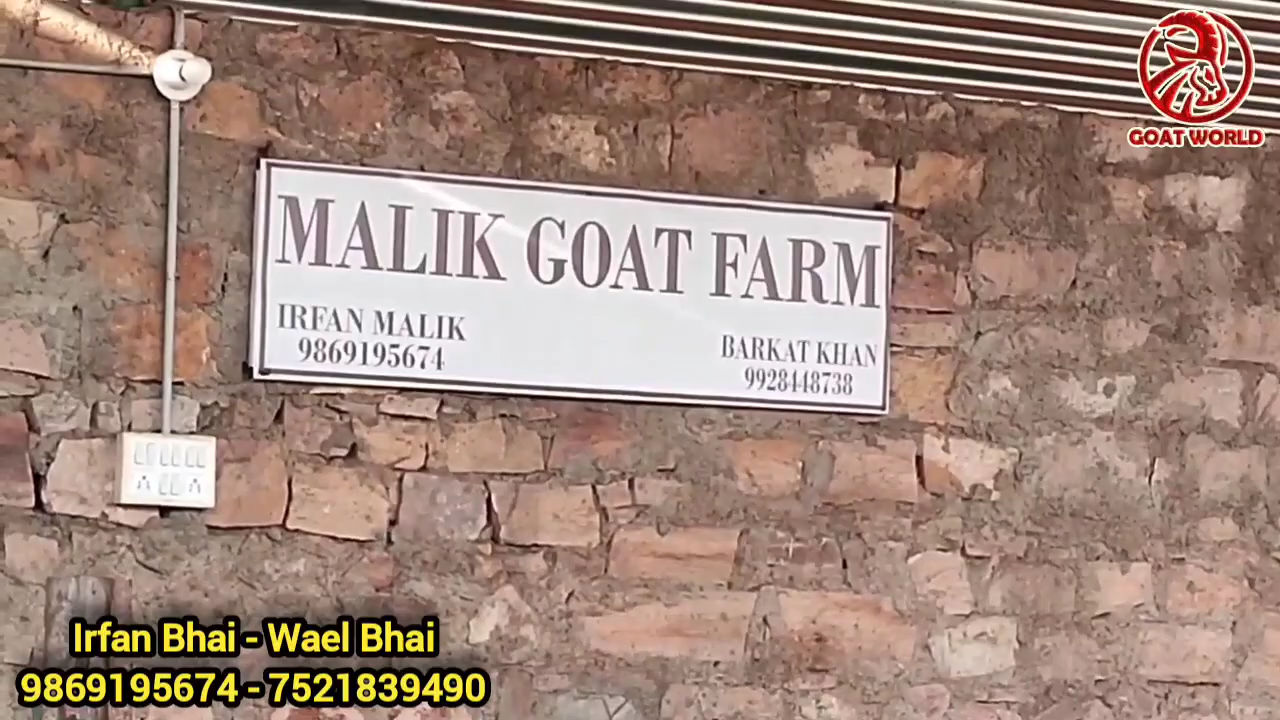 GOAT WORLD
MALIK GOAT FARM
IRFAN MALIK
9869195674
BARKAT KHAN
9928448738
Irfan Bhai - Wael Bhai
9869195674 - 7521839490